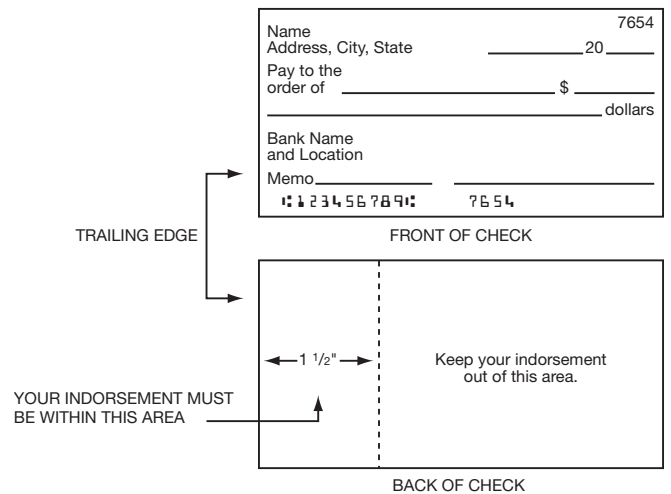 7654
Name
Address, City, State 20
Pay to the
order of $
dollars
Bank Name
and Location
Memo
⑆123456789⑆ 7654
TRAILING EDGE
FRONT OF CHECK
1 1/2"
Keep your indorsement
out of this area.
YOUR INDORSEMENT MUST
BE WITHIN THIS AREA
BACK OF CHECK